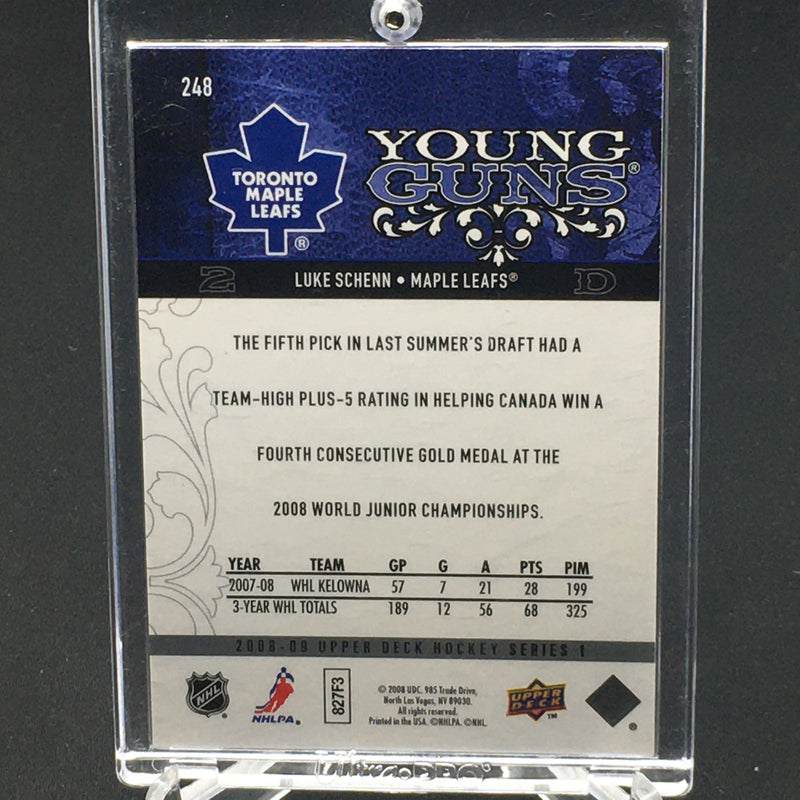 248
TORONTO
MAPLE
LEAFS
®
YOUNG
GUNS®
2 LUKE SCHENN • MAPLE LEAFS® D
THE FIFTH PICK IN LAST SUMMER'S DRAFT HAD A
TEAM-HIGH PLUS-5 RATING IN HELPING CANADA WIN A
FOURTH CONSECUTIVE GOLD MEDAL AT THE
2008 WORLD JUNIOR CHAMPIONSHIPS.
YEAR TEAM GP G A PTS PIM
2007-08 WHL KELOWNA 57 7 21 28 199
3-YEAR WHL TOTALS 189 12 56 68 325
2008-09 UPPER DECK HOCKEY SERIES 1
NHL
NHLPA
827F3
© 2008 UDC. 985 Trade Drive,
North Las Vegas, NV 89030.
All rights reserved.
Printed in the USA. ©NHLPA. ©NHL.
UPPER
DECK
™
®
Ultra•PRO®